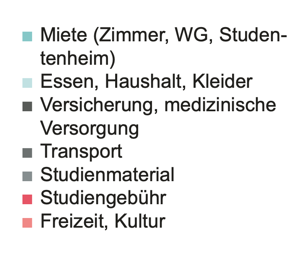 Miete (Zimmer, WG, Studen-
tenheim)
Essen, Haushalt, Kleider
Versicherung, medizinische
Versorgung
Transport
Studienmaterial
Studiengebühr
Freizeit, Kultur